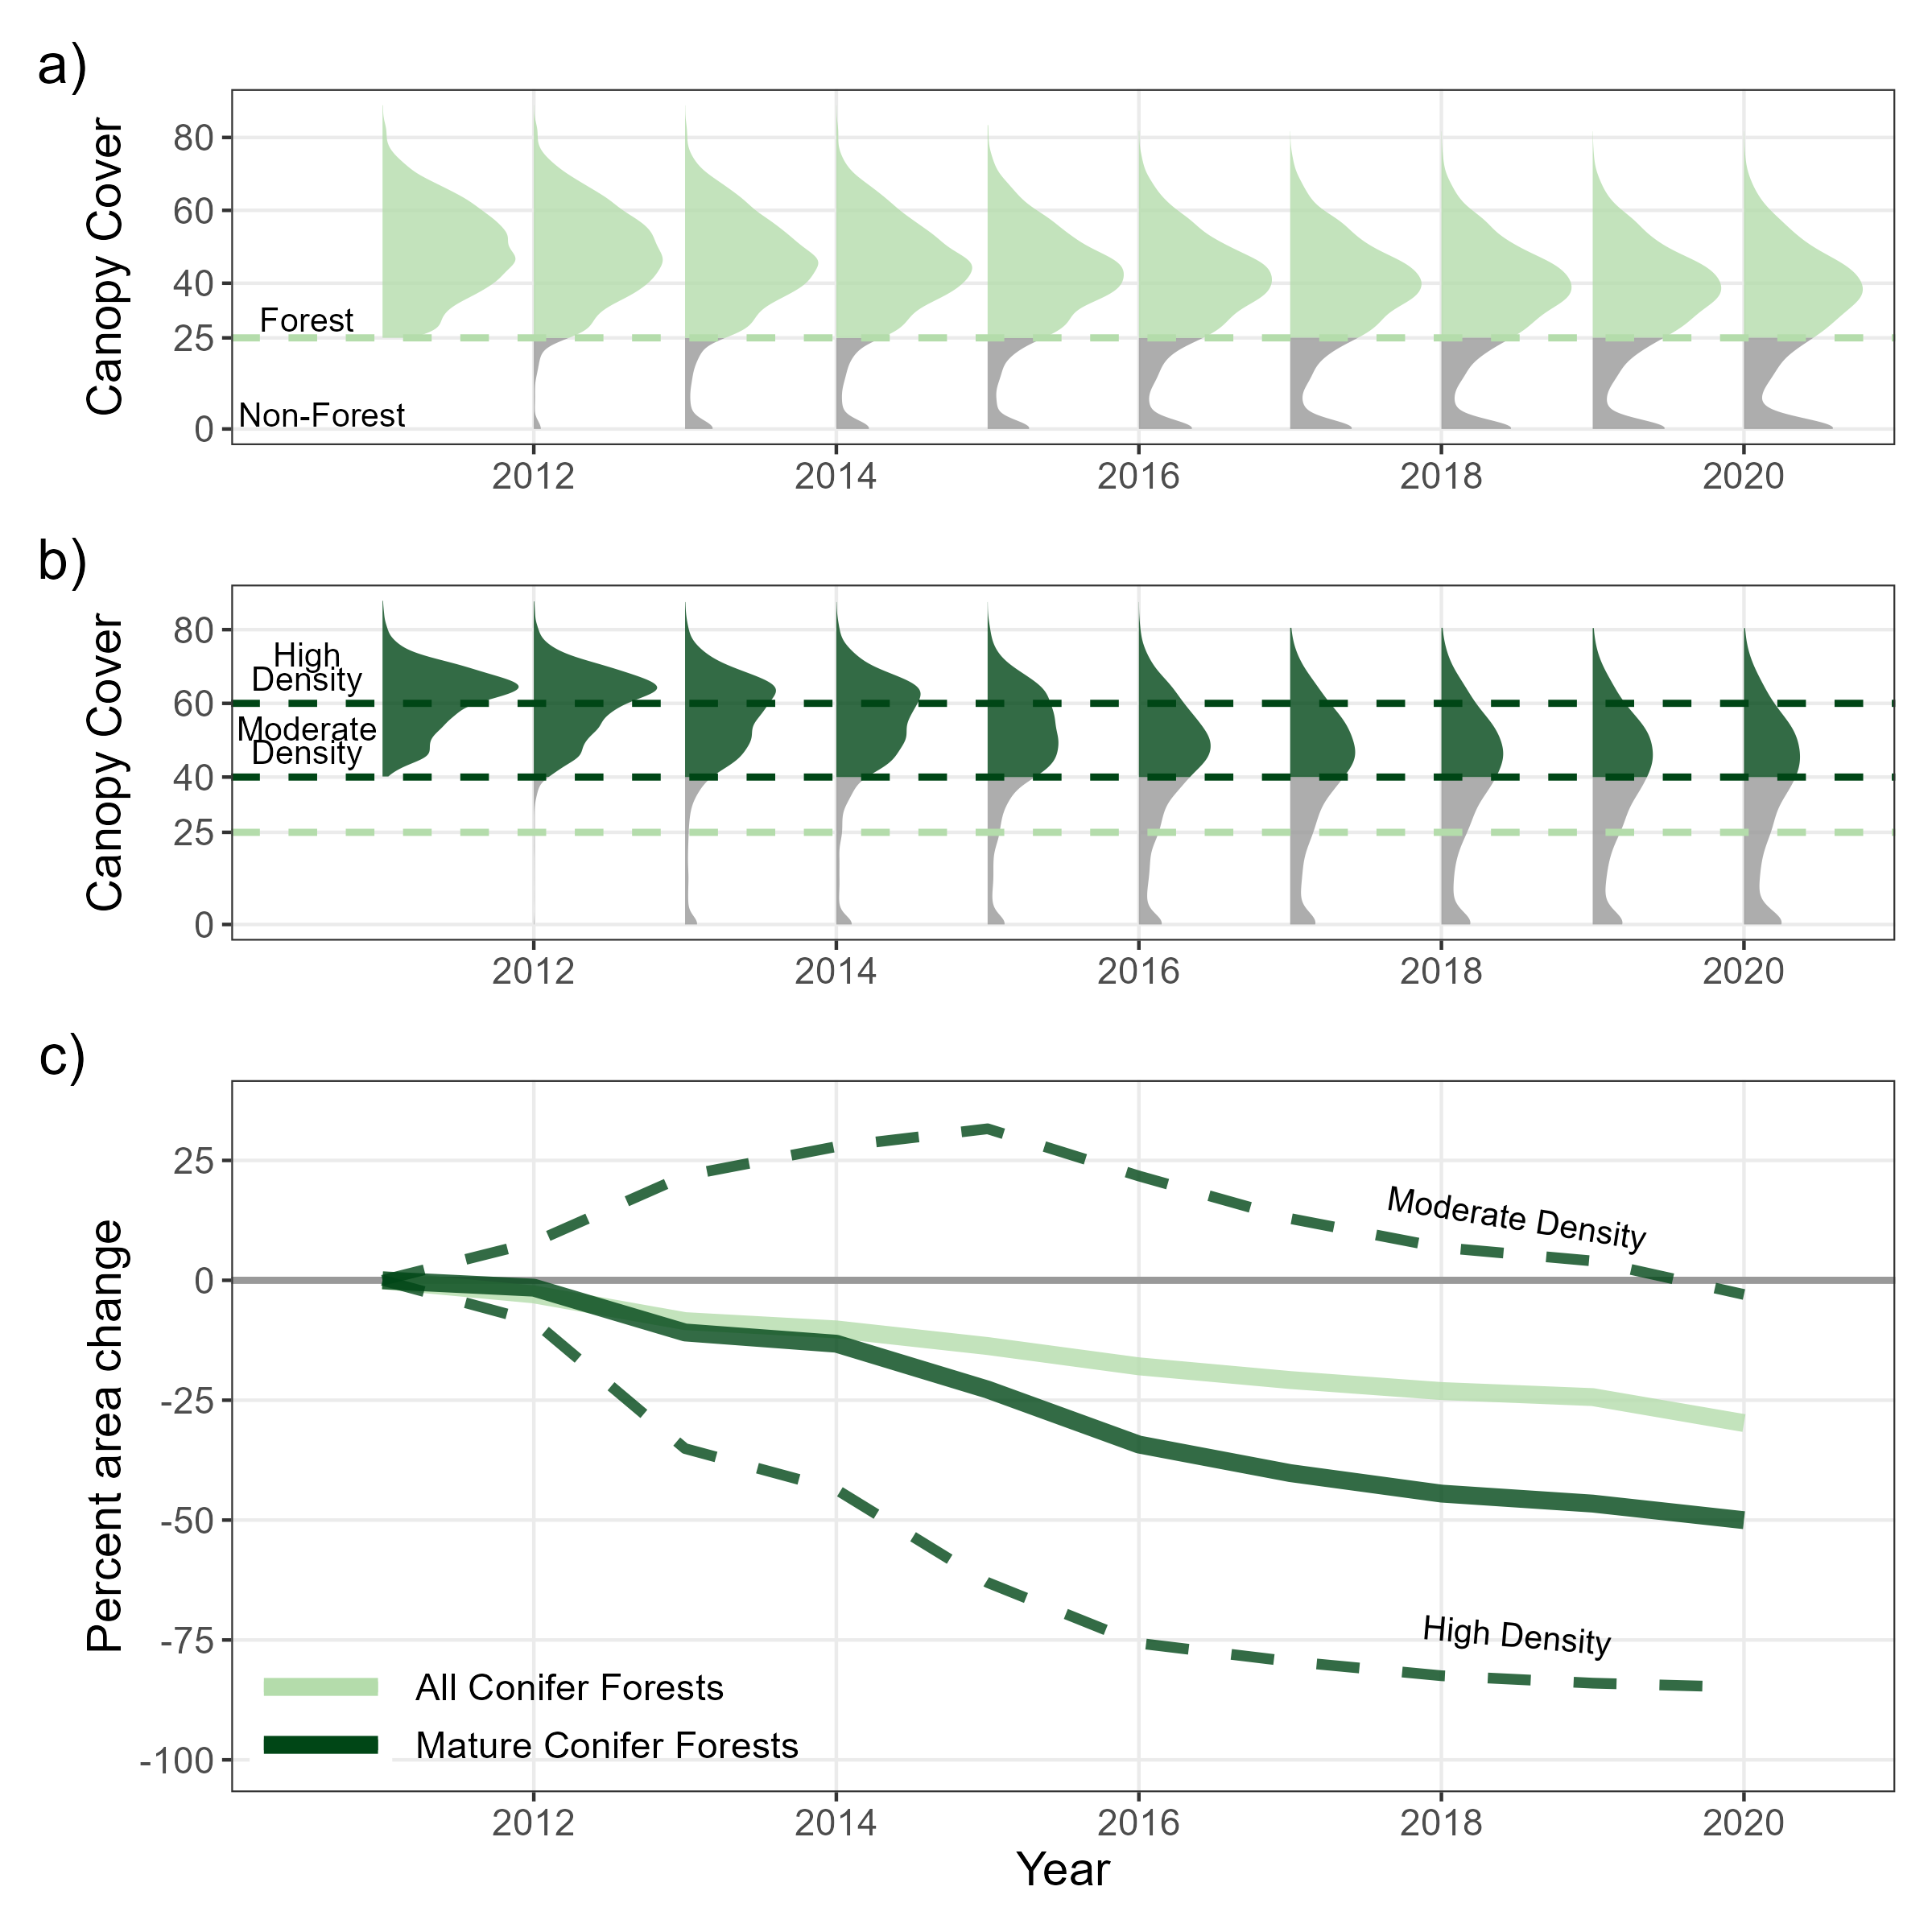 a)
Canopy Cover
80
60
40
25
0
Forest
Non-Forest
2012 2014 2016 2018 2020
b)
Canopy Cover
80
60
40
25
0
High
Density
Moderate
Density
2012 2014 2016 2018 2020
c)
Percent area change
25
0
-25
-50
-75
-100
Moderate Density
High Density
All Conifer Forests
Mature Conifer Forests
2012 2014 2016 2018 2020
Year